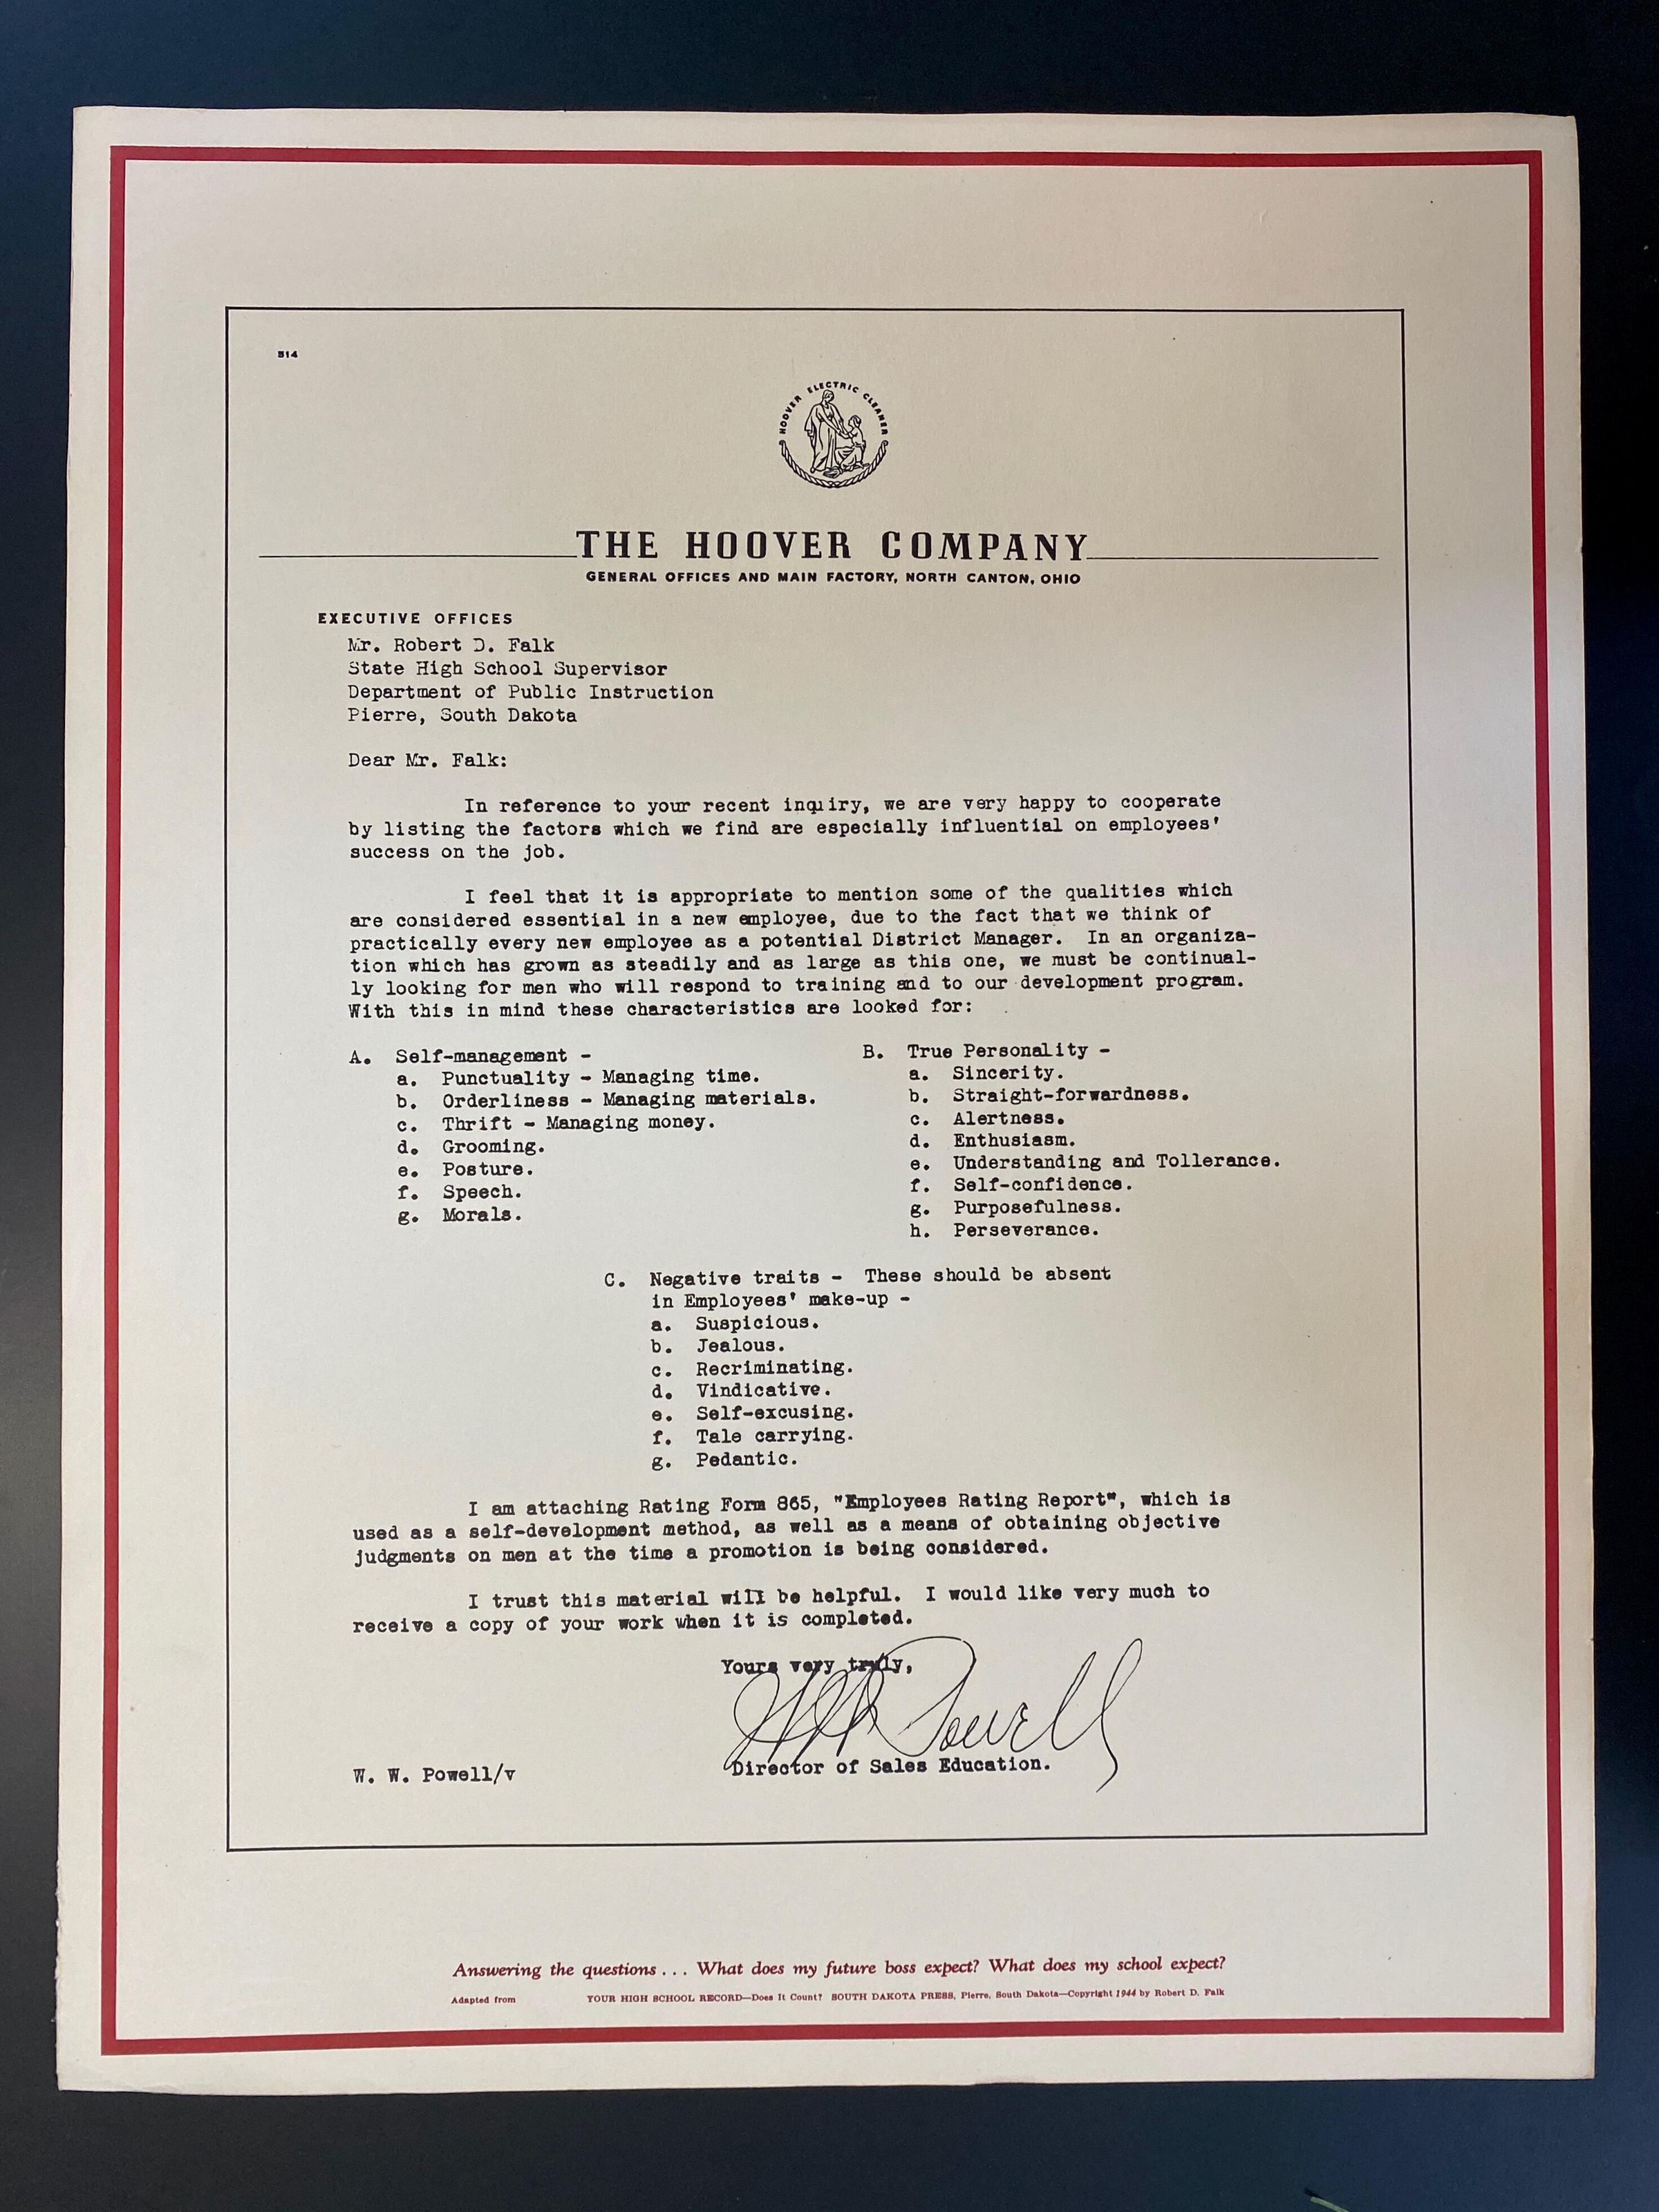 514
HOOVER ELECTRIC CLEANER
THE HOOVER COMPANY
GENERAL OFFICES AND MAIN FACTORY, NORTH CANTON, OHIO
EXECUTIVE OFFICES
Mr. Robert D. Falk
State High School Supervisor
Department of Public Instruction
Pierre, South Dakota
Dear Mr. Falk:
In reference to your recent inquiry, we are very happy to cooperate
by listing the factors which we find are especially influential on employees'
success on the job.
I feel that it is appropriate to mention some of the qualities which
are considered essential in a new employee, due to the fact that we think of
practically every new employee as a potential District Manager. In an organiza-
tion which has grown as steadily and as large as this one, we must be continual-
ly looking for men who will respond to training and to our development program.
With this in mind these characteristics are looked for:
A. Self-management -
a. Punctuality - Managing time.
b. Orderliness - Managing materials.
c. Thrift - Managing money.
d. Grooming.
e. Posture.
f. Speech.
g. Morals.
B. True Personality -
a. Sincerity.
b. Straight-forwardness.
c. Alertness.
d. Enthusiasm.
e. Understanding and Tollerance.
f. Self-confidence.
g. Purposefulness.
h. Perseverance.
C. Negative traits - These should be absent
in Employees' make-up -
a. Suspicious.
b. Jealous.
c. Recriminating.
d. Vindicative.
e. Self-excusing.
f. Tale carrying.
g. Pedantic.
I am attaching Rating Form 865, "Employees Rating Report", which is
used as a self-development method, as well as a means of obtaining objective
judgments on men at the time a promotion is being considered.
I trust this material will be helpful. I would like very much to
receive a copy of your work when it is completed.
Yours very truly,
W W Powell
Director of Sales Education.
W. W. Powell/v
Answering the questions . . . What does my future boss expect? What does my school expect?
Adapted from YOUR HIGH SCHOOL RECORD—Does It Count? SOUTH DAKOTA PRESS, Pierre, South Dakota—Copyright 1944 by Robert D. Falk